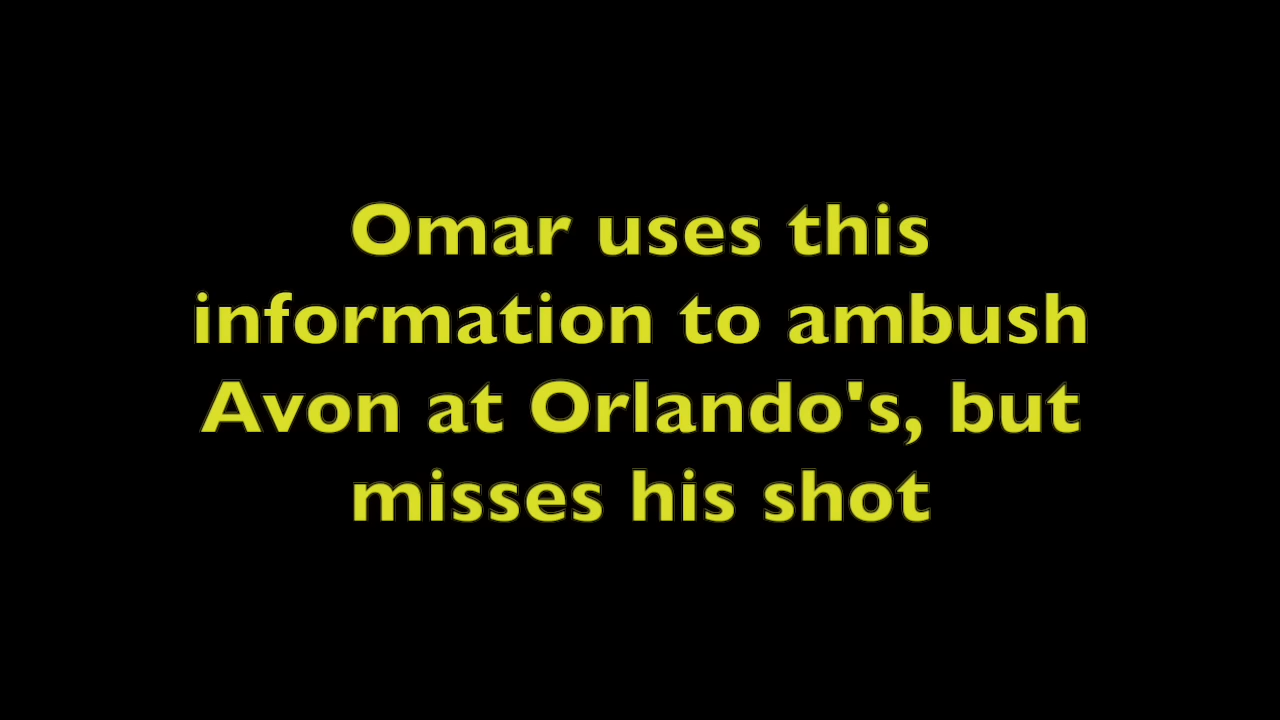 Omar uses this
information to ambush
Avon at Orlando's, but
misses his shot